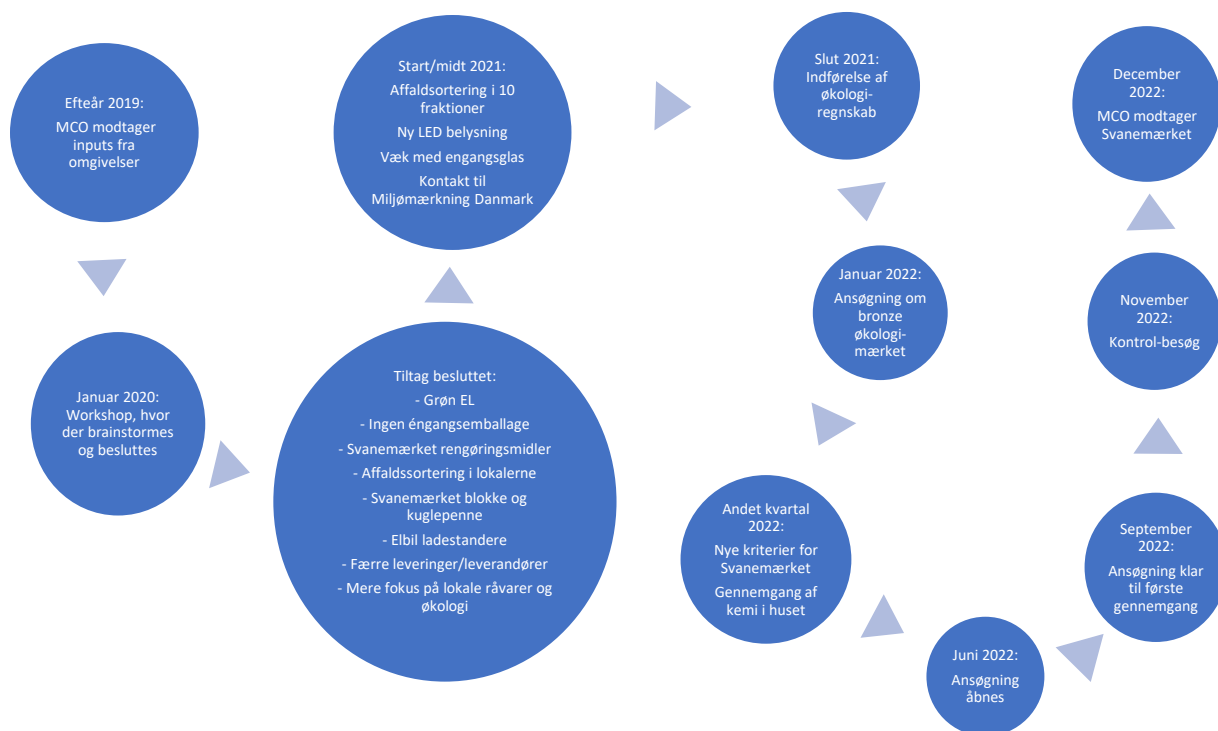 Efteår 2019:
MCO modtager
inputs fra
omgivelser
Januar 2020:
Workshop, hvor
der brainstormes
og besluttes
Tiltag besluttet:
- Grøn EL
- Ingen éngangsemballage
- Svanemærket rengøringsmidler
- Affaldssortering i lokalerne
- Svanemærket blokke og
kuglepenne
- Elbil ladestandere
- Færre leveringer/leverandører
- Mere fokus på lokale råvarer og
økologi
Start/midt 2021:
Affaldsortering i 10
fraktioner
Ny LED belysning
Væk med engangsglas
Kontakt til
Miljømærkning Danmark
Slut 2021:
Indførelse af
økologi-
regnskab
Januar 2022:
Ansøgning om
bronze
økologi-
mærket
Andet kvartal
2022:
Nye kriterier for
Svanemærket
Gennemgang af
kemi i huset
Juni 2022:
Ansøgning
åbnes
September
2022:
Ansøgning klar
til første
gennemgang
November
2022:
Kontrol-besøg
December
2022:
MCO modtager
Svanemærket